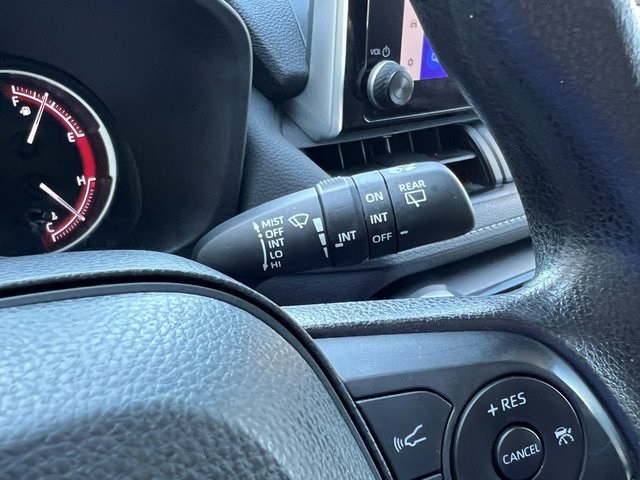 VOL
F
E
H
C
MIST
OFF
INT
LO
HI
INT
ON
INT
OFF
REAR
+RES
CANCEL